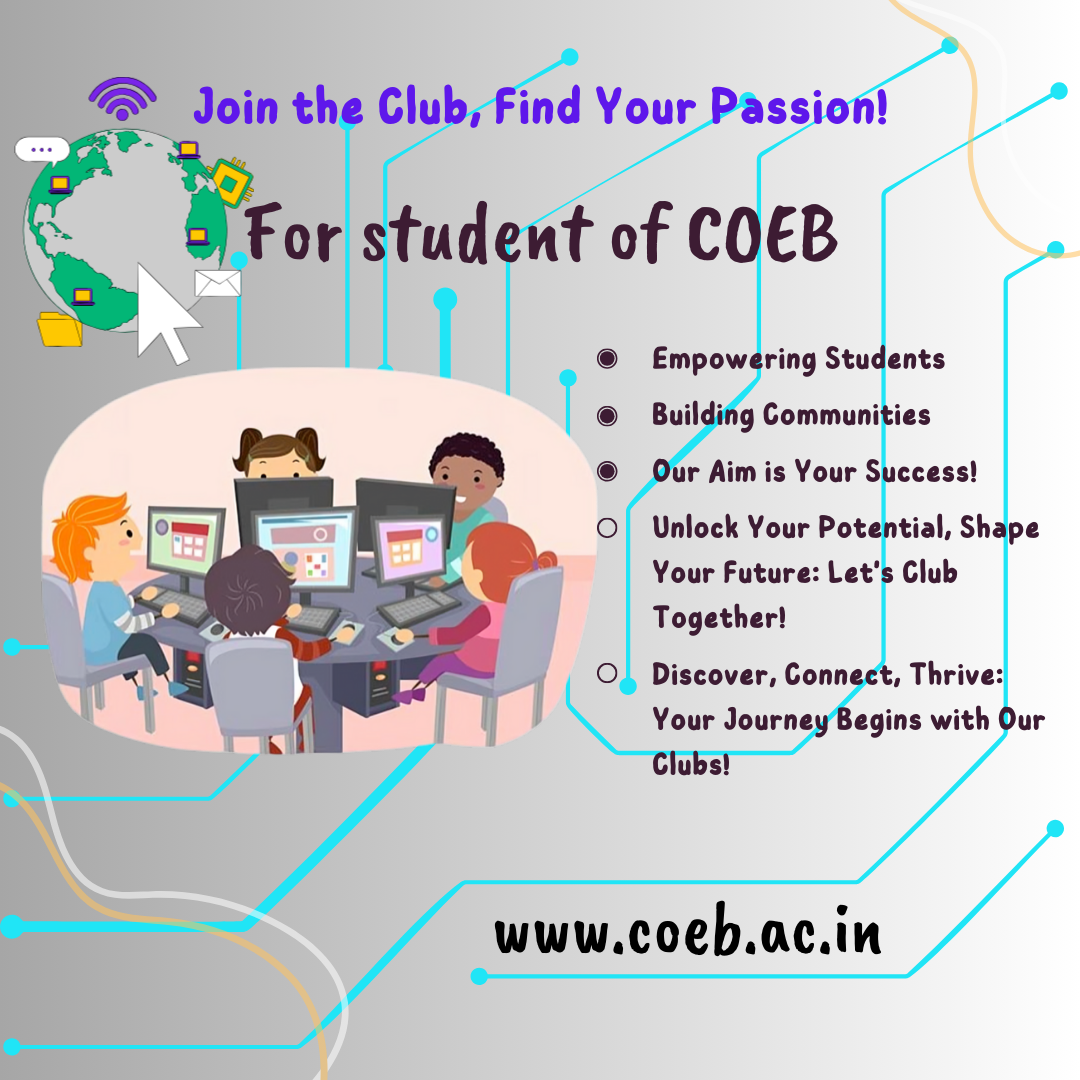 Join the Club, Find Your Passion!
For student of COEB
Empowering Students
Building Communities
Our Aim is Your Success!
Unlock Your Potential, Shape
Your Future: Let's Club
Together!
Discover, Connect, Thrive:
Your Journey Begins with Our
Clubs!
www.coeb.ac.in